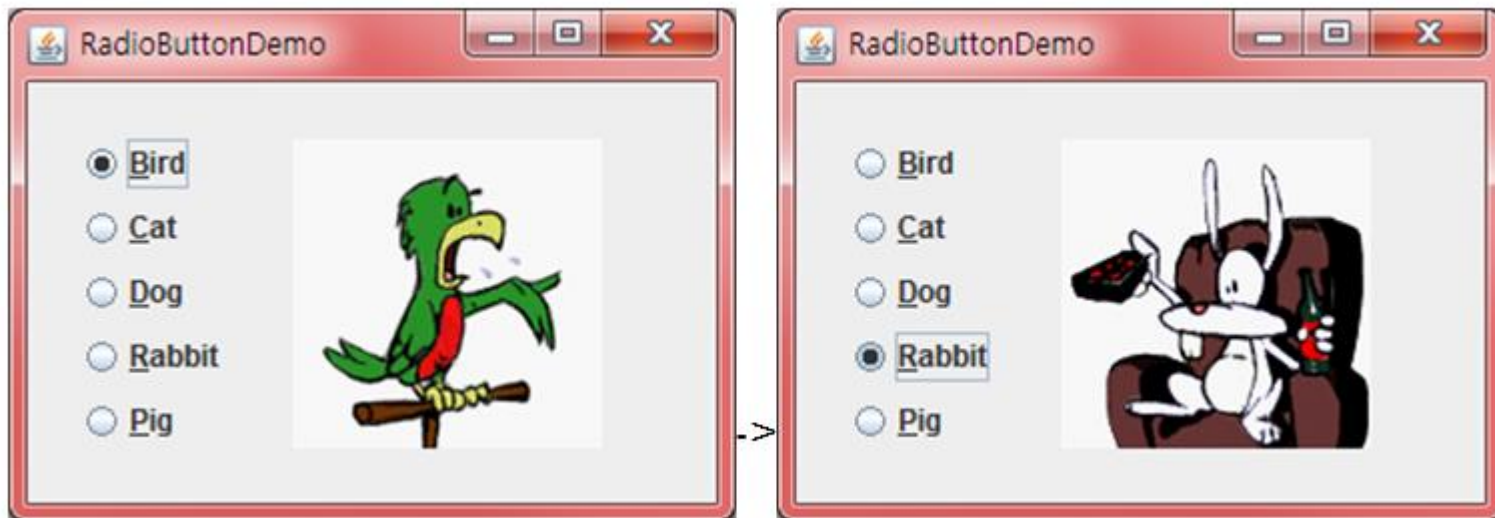 RadioButtonDemo
Bird
Cat
Dog
Rabbit
Pig
->
RadioButtonDemo
Bird
Cat
Dog
Rabbit
Pig